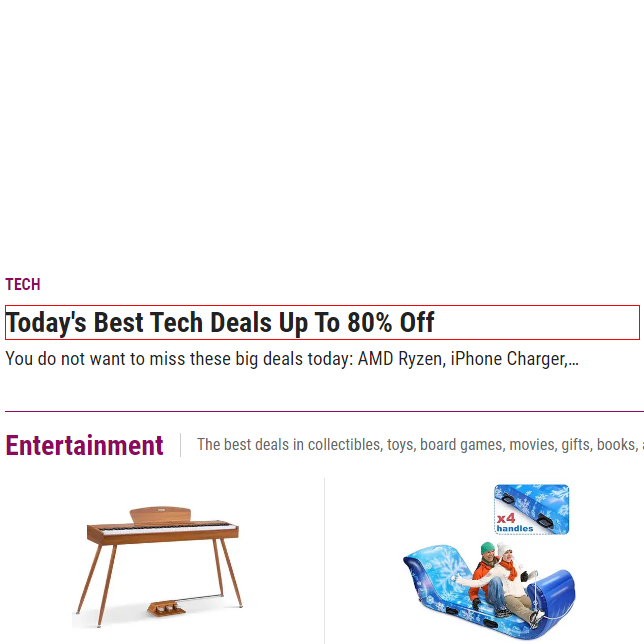 TECH
Today's Best Tech Deals Up To 80% Off
You do not want to miss these big deals today: AMD Ryzen, iPhone Charger,…
Entertainment
The best deals in collectibles, toys, board games, movies, gifts, books,
x4
handles